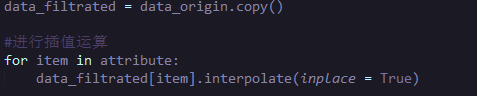 data_filtrated = data_origin.copy()
#进行插值运算
for item in attribute:
    data_filtrated[item].interpolate(inplace = True)